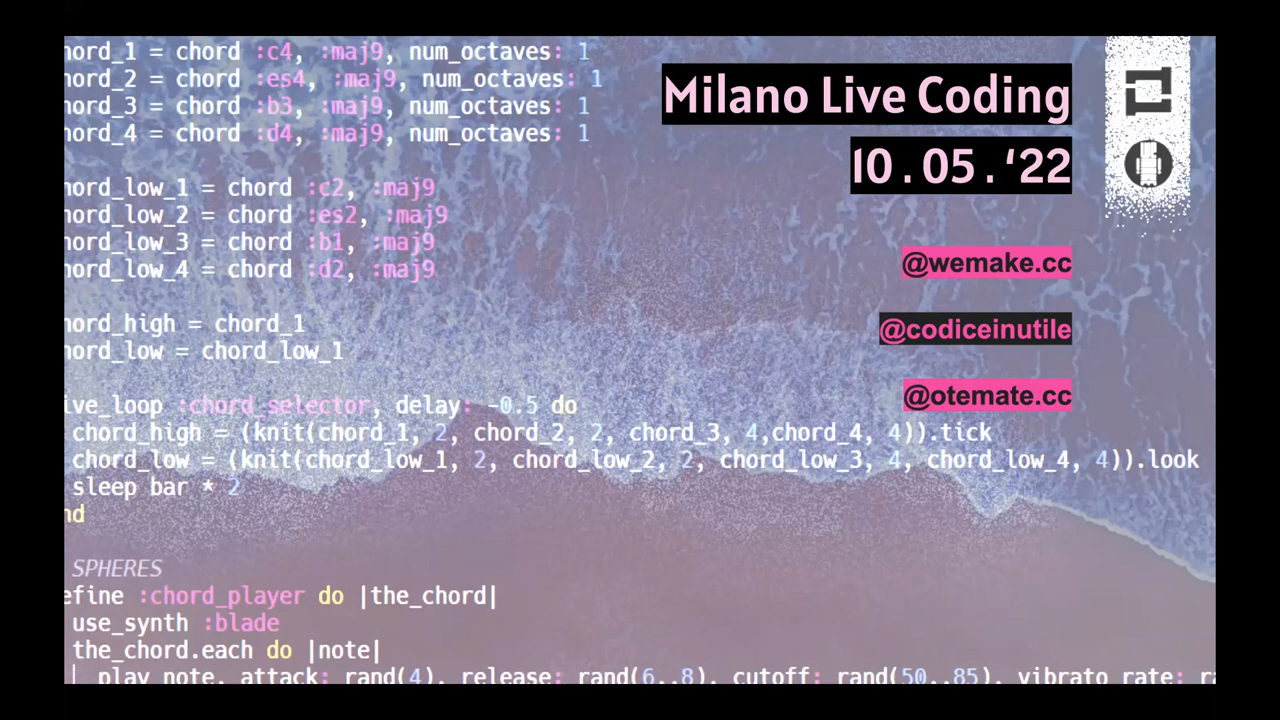 hord_1 = chord :c4, :maj9, num_octaves: 1
hord_2 = chord :es4, :maj9, num_octaves: 1
hord_3 = chord :b3, :maj9, num_octaves: 1
hord_4 = chord :d4, :maj9, num_octaves: 1
hord_low_1 = chord :c2, :maj9
hord_low_2 = chord :es2, :maj9
hord_low_3 = chord :b1, :maj9
hord_low_4 = chord :d2, :maj9
hord_high = chord_1
hord_low = chord_low_1
ive_loop :chord_selector, delay: -0.5 do
chord_high = (knit(chord_1, 2, chord_2, 2, chord_3, 4,chord_4, 4)).tick
chord_low = (knit(chord_low_1, 2, chord_low_2, 2, chord_low_3, 4, chord_low_4, 4)).look
sleep bar * 2
nd
SPHERES
efine :chord_player do |the_chord|
use_synth :blade
the_chord.each do |note|
play note, attack: rand(4), release: rand(6..8), cutoff: rand(50..85), vibrato_rate: ra
Milano Live Coding
10.05.‘22
@wemake.cc
@codiceinutile
@otemate.cc